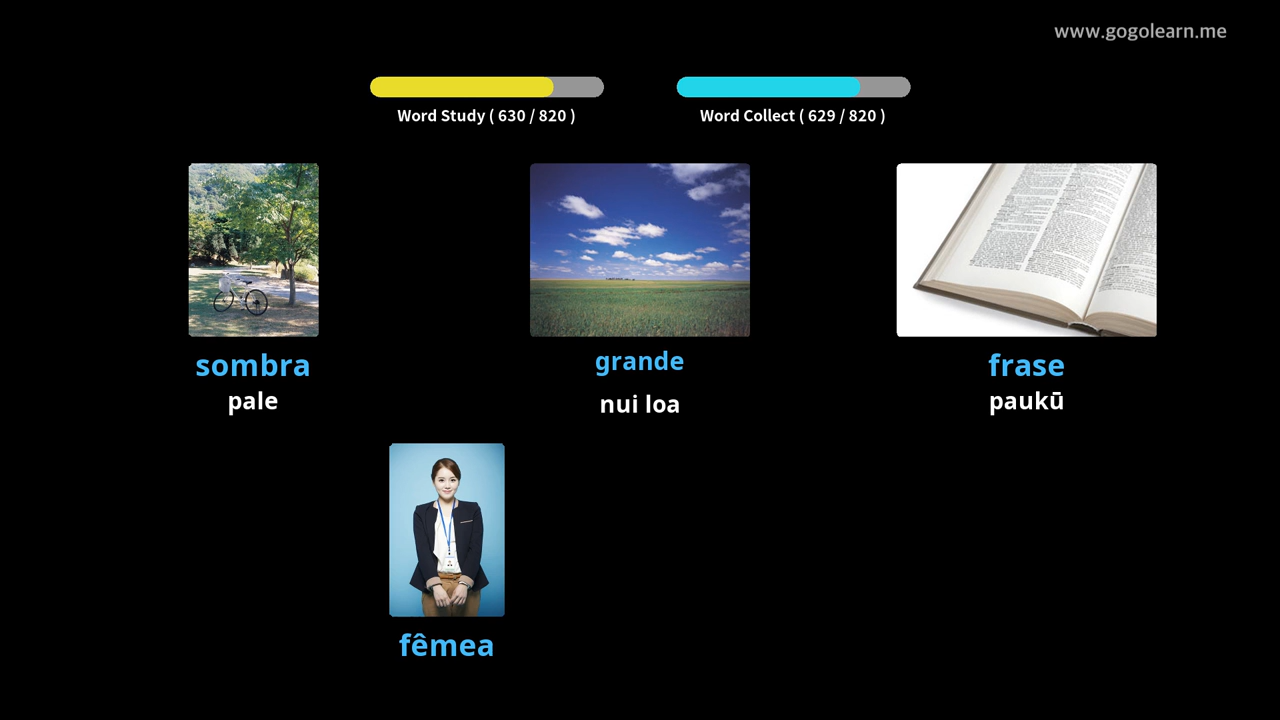 www.gogolearn.me
Word Study ( 630 / 820 )
Word Collect ( 629 / 820 )
sombra
pale
grande
nui loa
frase
paukū
fêmea